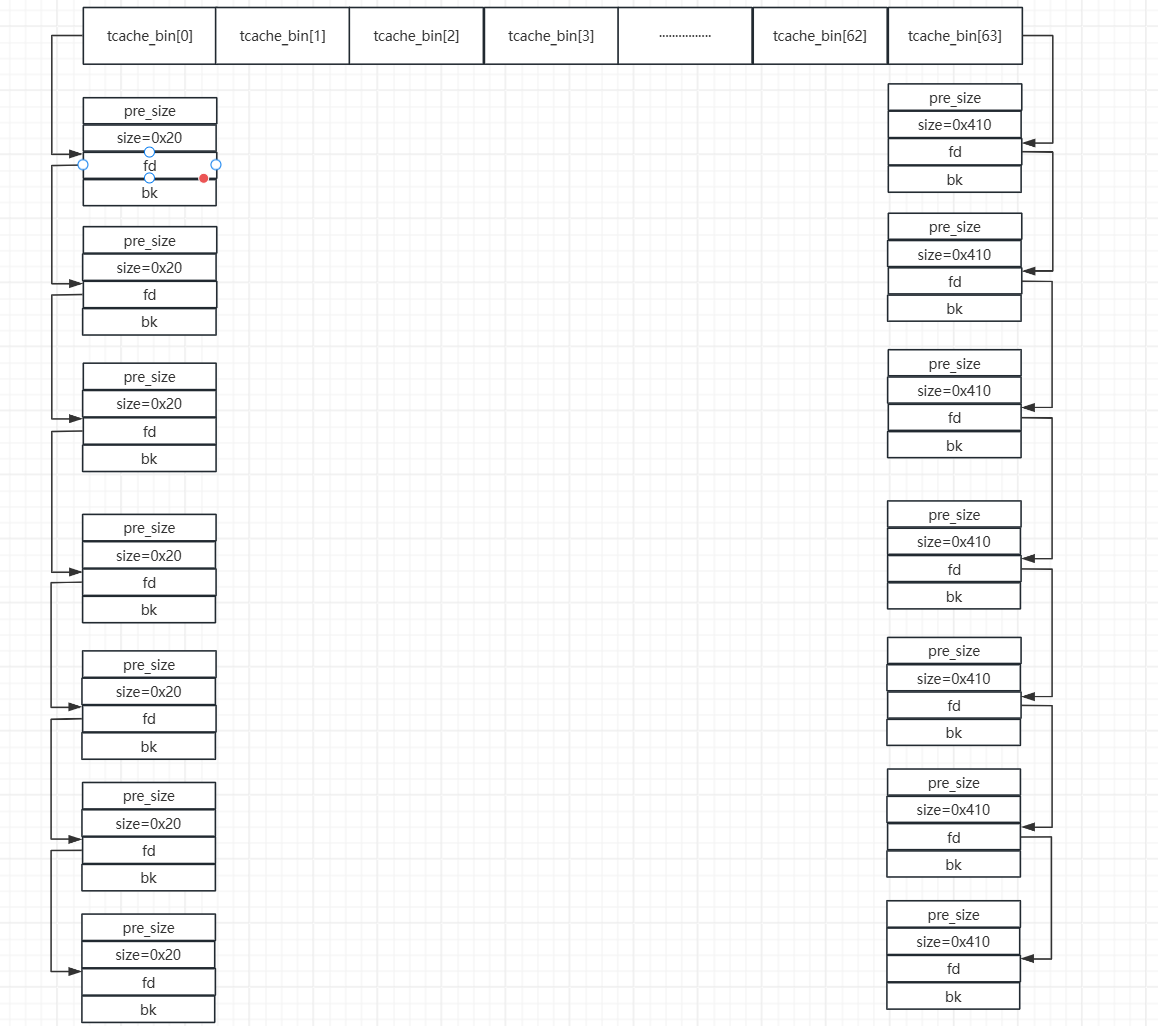 tcache_bin[0] tcache_bin[1] tcache_bin[2] tcache_bin[3] ................ tcache_bin[62] tcache_bin[63]
pre_size
size=0x20
fd
bk
pre_size
size=0x20
fd
bk
pre_size
size=0x20
fd
bk
pre_size
size=0x20
fd
bk
pre_size
size=0x20
fd
bk
pre_size
size=0x20
fd
bk
pre_size
size=0x20
fd
bk
pre_size
size=0x410
fd
bk
pre_size
size=0x410
fd
bk
pre_size
size=0x410
fd
bk
pre_size
size=0x410
fd
bk
pre_size
size=0x410
fd
bk
pre_size
size=0x410
fd
bk
pre_size
size=0x410
fd
bk